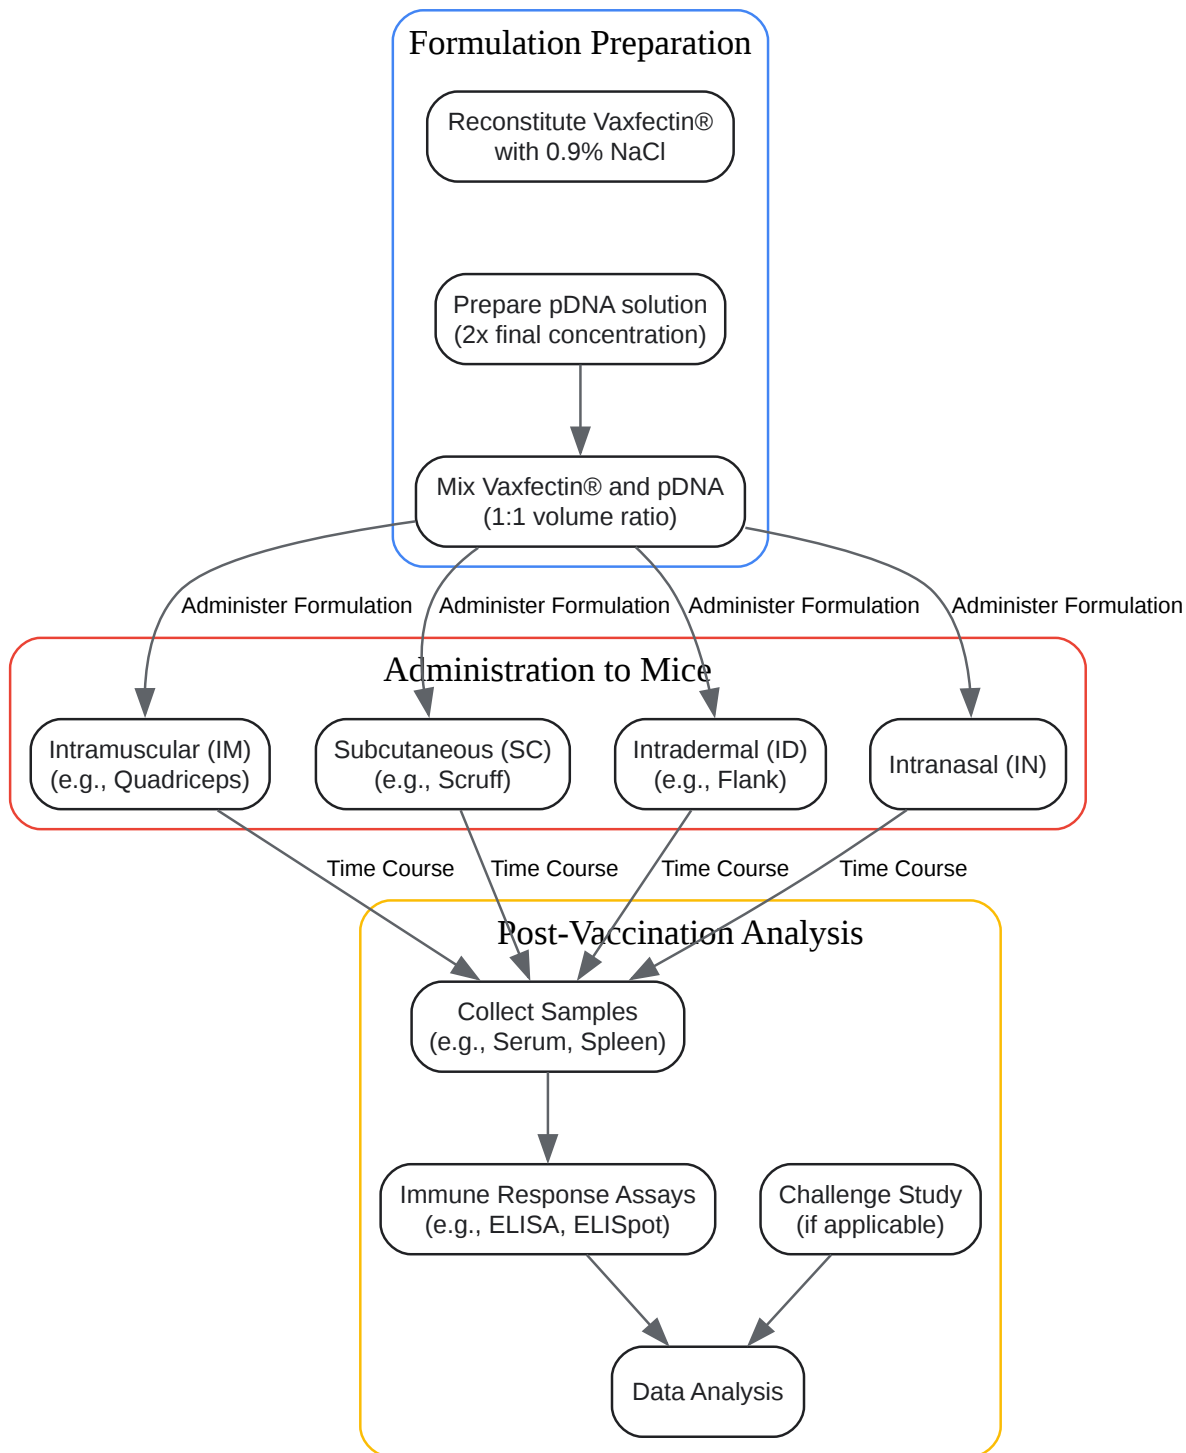 Formulation Preparation
Reconstitute Vaxfectin®
with 0.9% NaCl
Prepare pDNA solution
(2x final concentration)
Mix Vaxfectin® and pDNA
(1:1 volume ratio)
Administer Formulation
Administer Formulation
Administer Formulation
Administer Formulation
Administration to Mice
Intramuscular (IM)
(e.g., Quadriceps)
Subcutaneous (SC)
(e.g., Scruff)
Intradermal (ID)
(e.g., Flank)
Intranasal (IN)
Time Course
Time Course
Time Course
Time Course
Post-Vaccination Analysis
Collect Samples
(e.g., Serum, Spleen)
Immune Response Assays
(e.g., ELISA, ELISpot)
Challenge Study
(if applicable)
Data Analysis